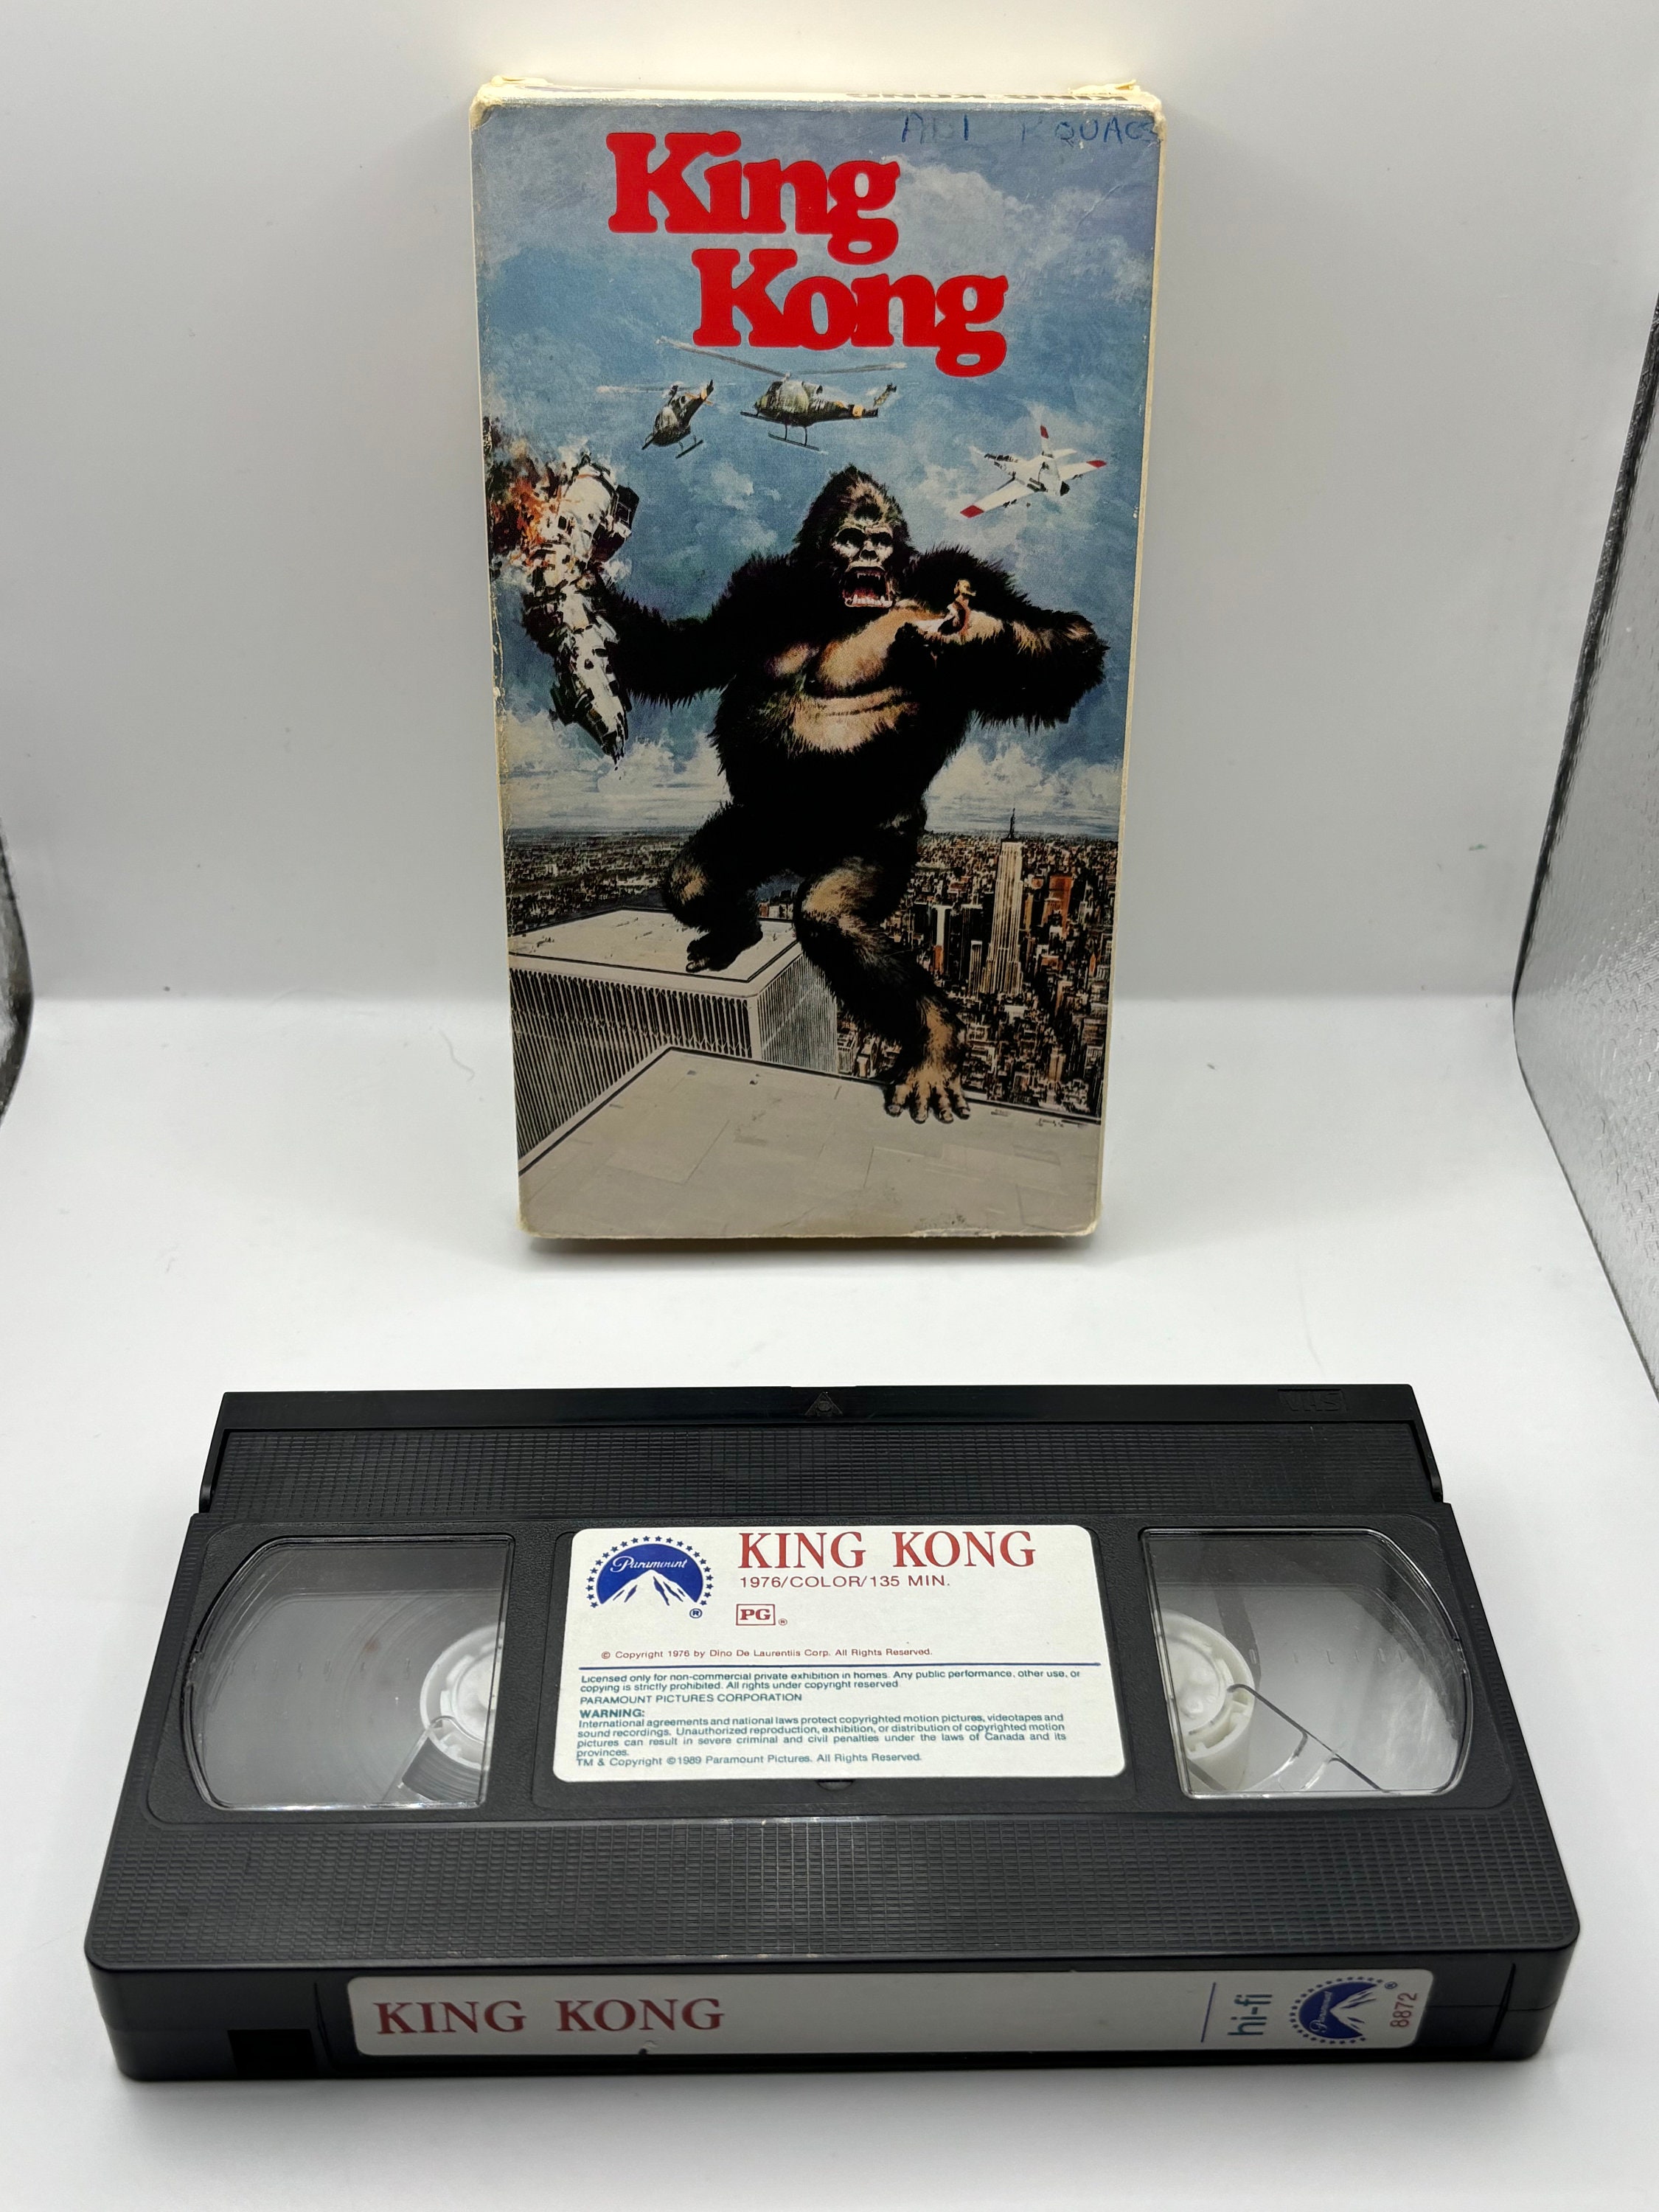 KING KONG
King
Kong
VHS
Paramount
®
KING KONG
1976/COLOR/135 MIN.
PG ®
© Copyright 1976 by Dino De Laurentiis Corp. All Rights Reserved.
Licensed only for non-commercial private exhibition in homes. Any public performance, other use, or
copying is strictly prohibited. All rights under copyright reserved
PARAMOUNT PICTURES CORPORATION
WARNING:
International agreements and national laws protect copyrighted motion pictures, videotapes and
sound recordings. Unauthorized reproduction, exhibition, or distribution of copyrighted motion
pictures can result in severe criminal and civil penalties under the laws of Canada and its
provinces.
TM & Copyright ©1989 Paramount Pictures. All Rights Reserved.
KING KONG
hi-fi
Paramount
®
8872